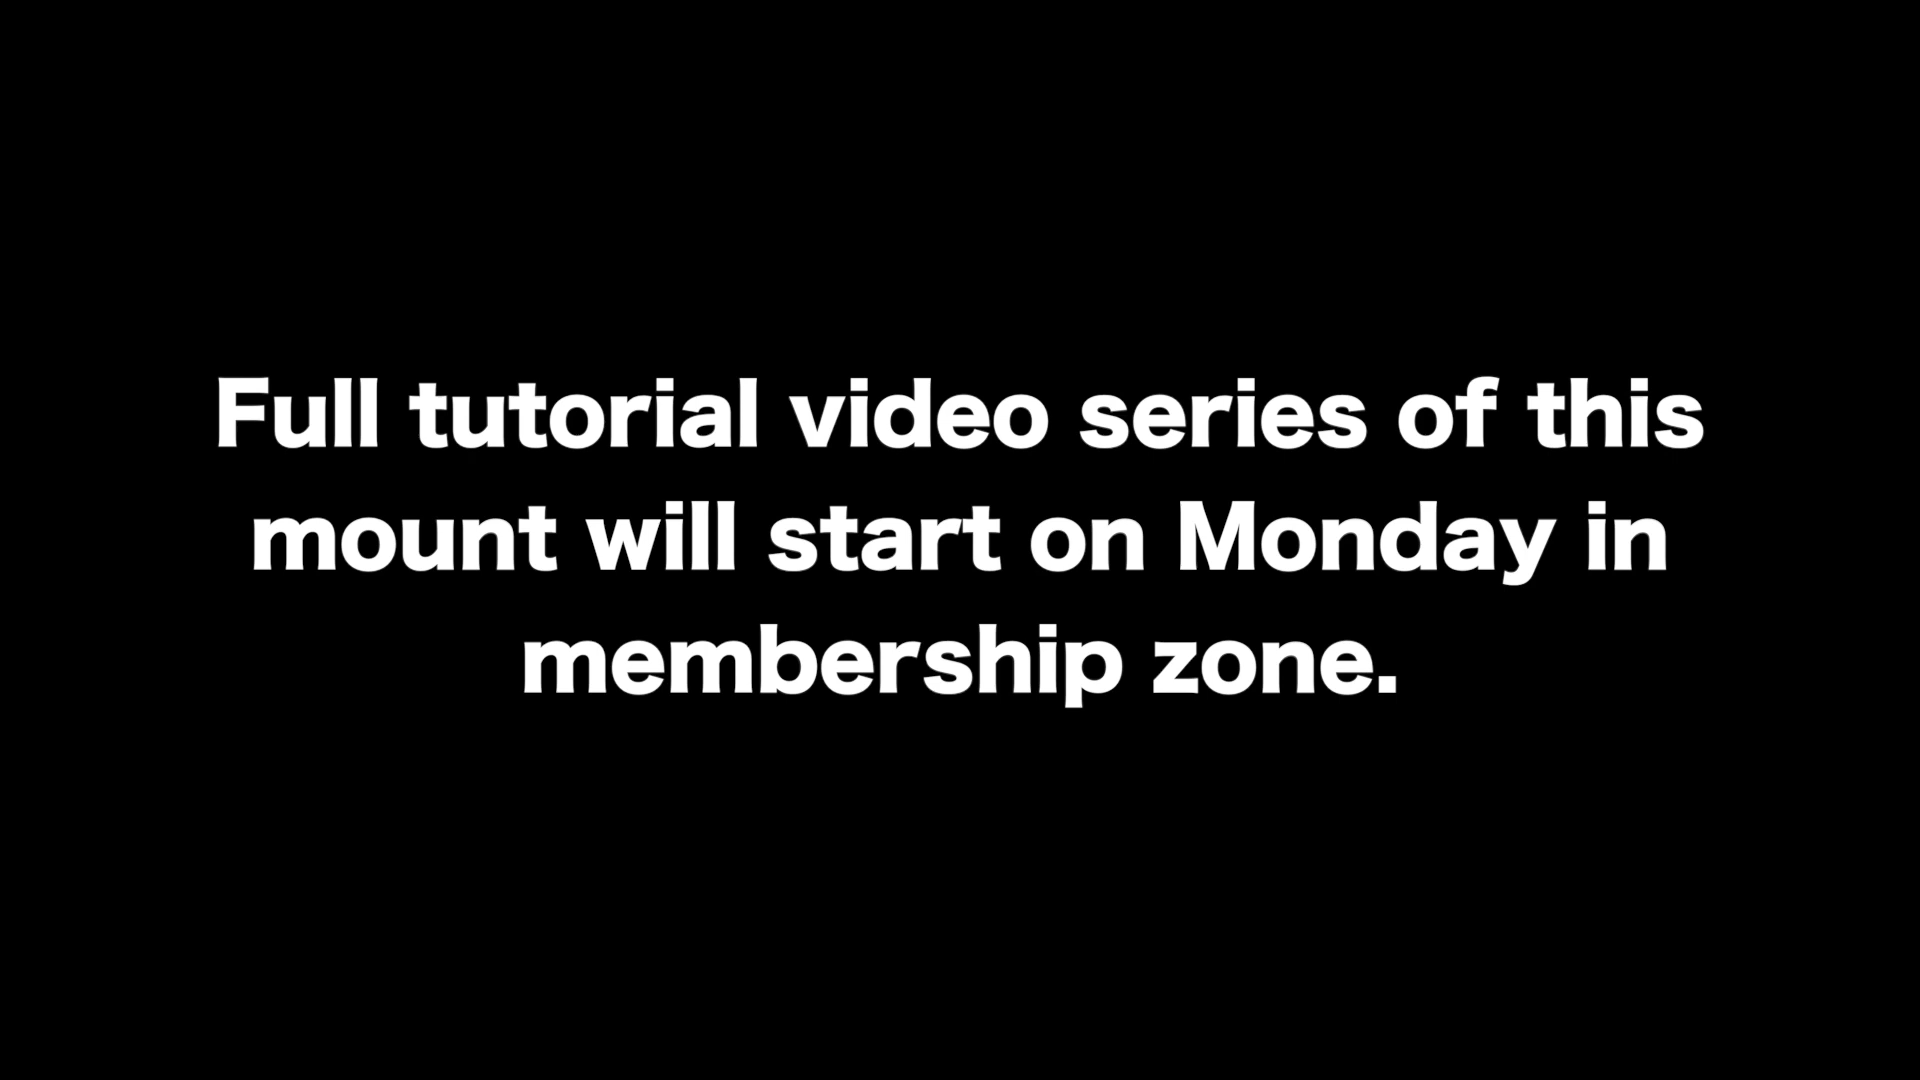 Full tutorial video series of this
mount will start on Monday in
membership zone.